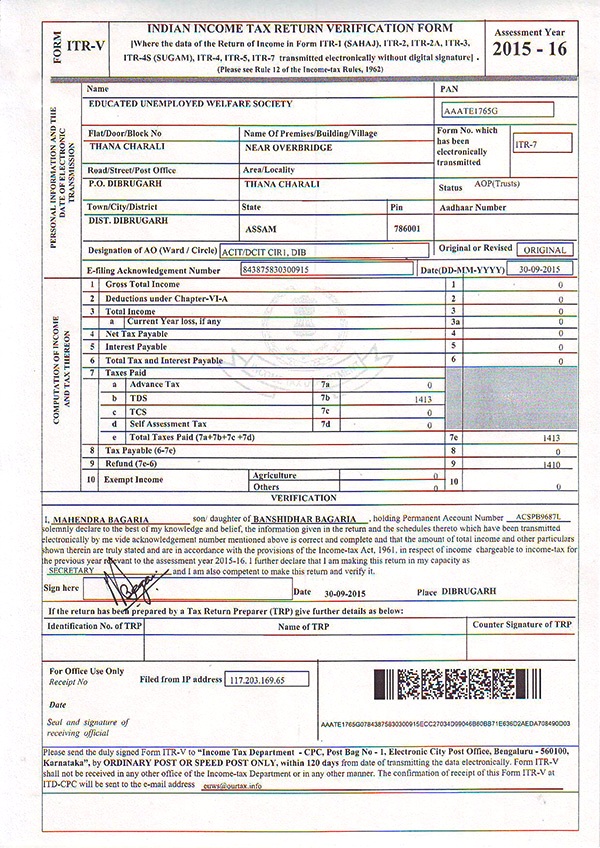 FORM
ITR-V
INDIAN INCOME TAX RETURN VERIFICATION FORM
[Where the data of the Return of Income in Form ITR-1 (SAHAJ), ITR-2, ITR-2A, ITR-3,
ITR-4S (SUGAM), ITR-4, ITR-5, ITR-7 transmitted electronically without digital signature] .
(Please see Rule 12 of the Income-tax Rules, 1962)
Assessment Year
2015 - 16
PERSONAL INFORMATION AND THE DATE OF ELECTRONIC TRANSMISSION
Name
PAN
EDUCATED UNEMPLOYED WELFARE SOCIETY
AAATE1765G
Flat/Door/Block No
Name Of Premises/Building/Village
Form No. which has been electronically transmitted
ITR-7
THANA CHARALI
NEAR OVERBRIDGE
Road/Street/Post Office
Area/Locality
P.O. DIBRUGARH
THANA CHARALI
Status AOP(Trusts)
Town/City/District
State
Pin
Aadhaar Number
DIST. DIBRUGARH
ASSAM
786001
Designation of AO (Ward / Circle) ACIT/DCIT CIR1, DIB
Original or Revised ORIGINAL
E-filing Acknowledgement Number 843875830300915
Date(DD-MM-YYYY) 30-09-2015
COMPUTATION OF INCOME AND TAX THEREON
1 Gross Total Income 1 0
2 Deductions under Chapter-VI-A 2 0
3 Total Income 3 0
a Current Year loss, if any 3a 0
4 Net Tax Payable 4 0
5 Interest Payable 5 0
6 Total Tax and Interest Payable 6 0
7 Taxes Paid
a Advance Tax 7a 0
b TDS 7b 1413
c TCS 7c 0
d Self Assessment Tax 7d 0
e Total Taxes Paid (7a+7b+7c +7d) 7e 1413
8 Tax Payable (6-7e) 8 0
9 Refund (7e-6) 9 1410
10 Exempt Income Agriculture 0 10 0
Others 0
VERIFICATION
I, MAHENDRA BAGARIA son/ daughter of BANSHIDHAR BAGARIA , holding Permanent Account Number ACSPB9687L
solemnly declare to the best of my knowledge and belief, the information given in the return and the schedules thereto which have been transmitted
electronically by me vide acknowledgement number mentioned above is correct and complete and that the amount of total income and other particulars
shown therein are truly stated and are in accordance with the provisions of the Income-tax Act, 1961, in respect of income chargeable to income-tax for
the previous year relevant to the assessment year 2015-16. I further declare that I am making this return in my capacity as
SECRETARY and I am also competent to make this return and verify it.
Sign here
Date 30-09-2015
Place DIBRUGARH
If the return has been prepared by a Tax Return Preparer (TRP) give further details as below:
Identification No. of TRP
Name of TRP
Counter Signature of TRP
For Office Use Only
Receipt No
Filed from IP address 117.203.169.65
Date
Seal and signature of
receiving official
AAATE1765G07843875830300915ECC27034D09046B80BB71E636D2AEDA708490D03
Please send the duly signed Form ITR-V to “Income Tax Department - CPC, Post Bag No - 1, Electronic City Post Office, Bengaluru - 560100,
Karnataka”, by ORDINARY POST OR SPEED POST ONLY, within 120 days from date of transmitting the data electronically. Form ITR-V
shall not be received in any other office of the Income-tax Department or in any other manner. The confirmation of receipt of this Form ITR-V at
ITD-CPC will be sent to the e-mail address euws@ourtax.info